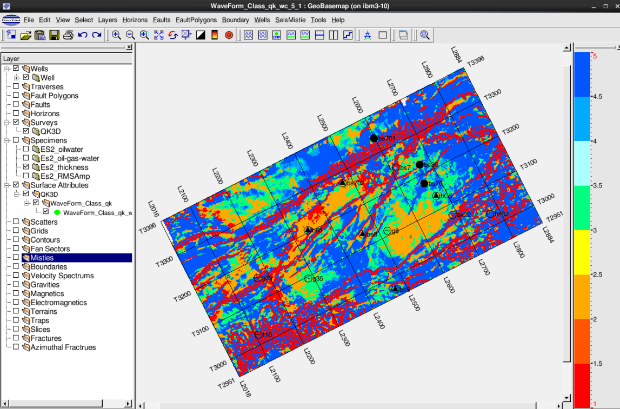 WaveForm_Class_qk_wc_5_1 : GeoBasemap (on ibm3-10)
File Edit View Select Layers Horizons Faults FaultPolygons Boundary Wells SeisMistie Tools Help
Layer
Wells
Well
Traverses
Fault Polygons
Faults
Horizons
Surveys
QK3D
Specimens
ES2_oilwater
Es2_oil-gas-water
Es2_thickness
Es2_RMSAmp
Surface Attributes
QK3D
WaveForm_Class_qk
WaveForm_Class_qk_w
Scatters
Grids
Contours
Fan Sectors
Misties
Boundaries
Velocity Spectrums
Gravities
Magnetics
Electromagnetics
Terrains
Traps
Slices
Fractures
Azimuthal Fractrues
L2884
T3396
L2800
L2700
L2600
L2500
L2400
L2300
L2200
L2100
L2016
T3396
T3300
T3200
T3100
T3000
T2951
L2016
L2100
L2200
L2300
L2400
L2500
L2600
L2700
L2800
L2884
T2951
T3000
T3100
T3200
T3300
g35
5
4.5
4
3.5
3
2.5
2
1.5
1